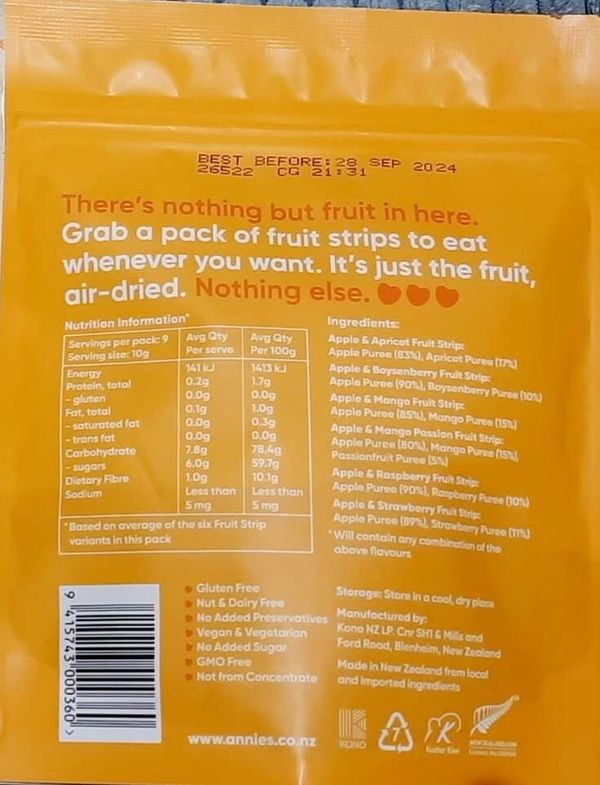 BEST BEFORE: 28 SEP 2024
26522 CG 21:31
There's nothing but fruit in here.
Grab a pack of fruit strips to eat
whenever you want. It's just the fruit,
air-dried. Nothing else.
Nutrition Information*
Servings per pack: 9
Serving size: 10g
Avg Qty Per serve
Avg Qty Per 100g
Energy 141 kJ 1413 kJ
Protein, total 0.2g 1.7g
- gluten 0.0g 0.0g
Fat, total 0.1g 1.0g
- saturated fat 0.0g 0.3g
- trans fat 0.0g 0.0g
Carbohydrate 7.8g 78.4g
- sugars 6.0g 59.7g
Dietary Fibre 1.0g 10.1g
Sodium Less than 5 mg Less than 5 mg
*Based on average of the six Fruit Strip
variants in this pack
Ingredients:
Apple & Apricot Fruit Strip:
Apple Puree (83%), Apricot Puree (17%)
Apple & Boysenberry Fruit Strip:
Apple Puree (90%), Boysenberry Puree (10%)
Apple & Mango Fruit Strip:
Apple Puree (85%), Mango Puree (15%)
Apple & Mango Passion Fruit Strip:
Apple Puree (80%), Mango Puree (15%),
Passionfruit Puree (5%)
Apple & Raspberry Fruit Strip:
Apple Puree (90%), Raspberry Puree (10%)
Apple & Strawberry Fruit Strip:
Apple Puree (89%), Strawberry Puree (11%)
*Will contain any combination of the
above flavours
9 415743 000360 >
Gluten Free
Nut & Dairy Free
No Added Preservatives
Vegan & Vegetarian
No Added Sugar
GMO Free
Not from Concentrate
www.annies.co.nz
Storage: Store in a cool, dry place
Manufactured by:
Kono NZ LP. Cnr SH1 & Mills and
Ford Road, Blenheim, New Zealand
Made in New Zealand from local
and imported ingredients
KONO
7
K
Kosher Kiwi
NEWZEALAND.COM